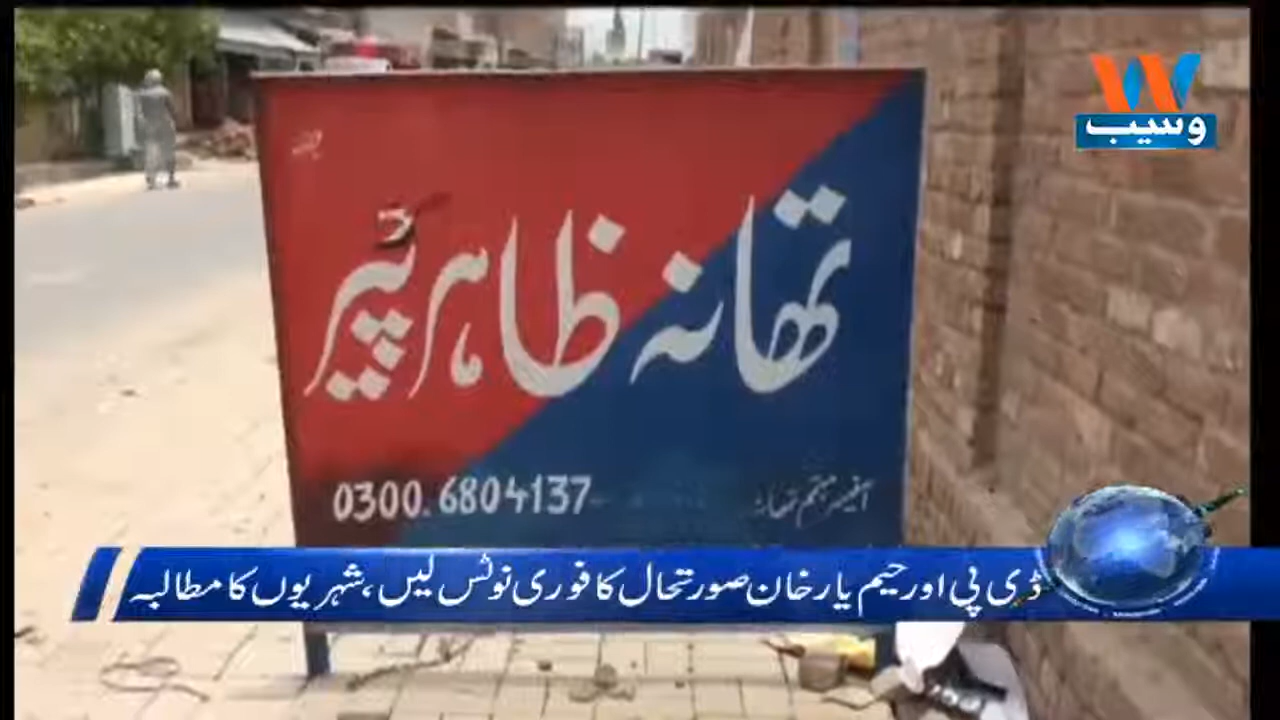 وسیب
تھانہ ظاہر پیر
0300.6804137
آفیسر مہتمم تھانہ
ڈی پی او رحیم یار خان صورتحال کا فوری نوٹس لیں، شہریوں کا مطالبہ